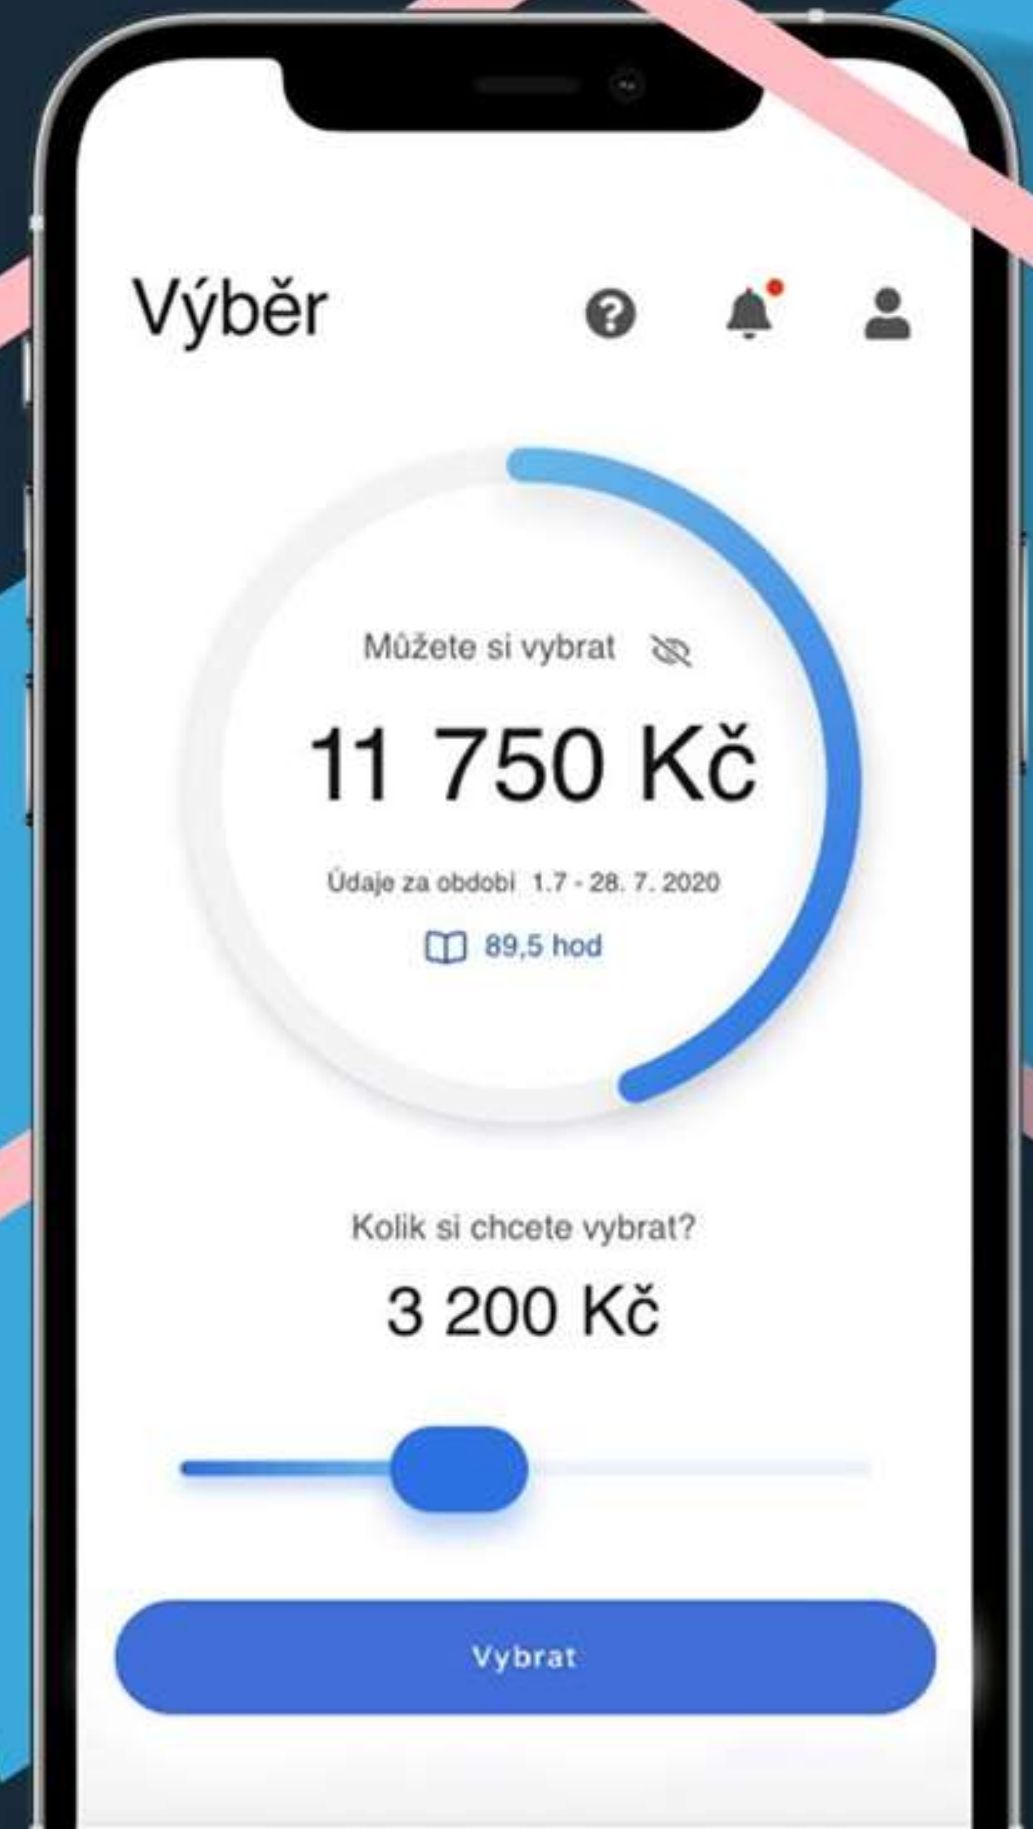 Výběr
Můžete si vybrat
11 750 Kč
Údaje za období 1.7 - 28. 7. 2020
89,5 hod
Kolik si chcete vybrat?
3 200 Kč
Vybrat